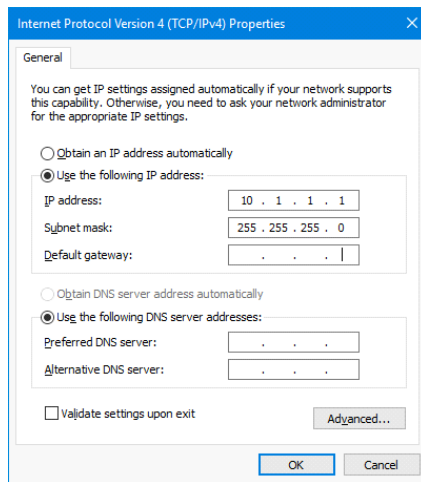 Internet Protocol Version 4 (TCP/IPv4) Properties
General
You can get IP settings assigned automatically if your network supports
this capability. Otherwise, you need to ask your network administrator
for the appropriate IP settings.
Obtain an IP address automatically
Use the following IP address:
IP address: 10 . 1 . 1 . 1
Subnet mask: 255 . 255 . 255 . 0
Default gateway: . . .
Obtain DNS server address automatically
Use the following DNS server addresses:
Preferred DNS server: . . .
Alternative DNS server: . . .
Validate settings upon exit
Advanced...
OK Cancel